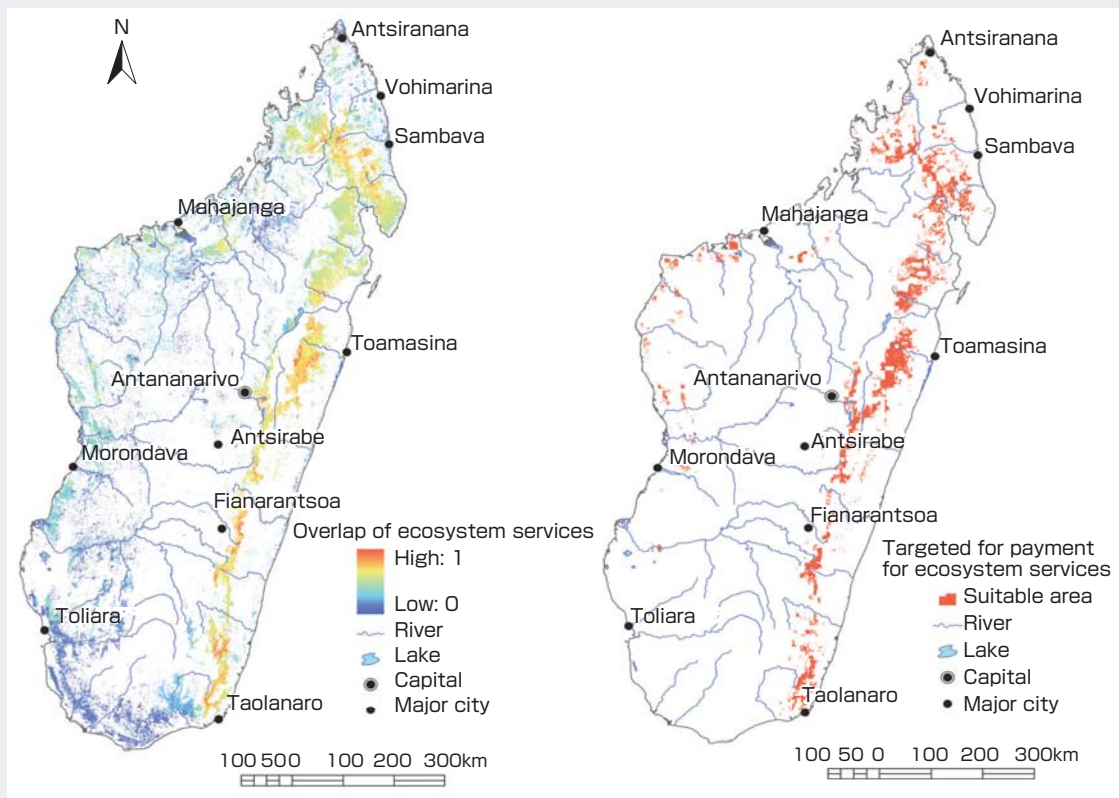 N
Antsiranana
Vohimarina
Sambava
Mahajanga
Toamasina
Antananarivo
Antsirabe
Morondava
Fianarantsoa
Overlap of ecosystem services
High: 1
Low: 0
River
Lake
Capital
Major city
Toliara
Taolanaro
100 50 0 100 200 300km
Antsiranana
Vohimarina
Sambava
Mahajanga
Toamasina
Antananarivo
Antsirabe
Morondava
Fianarantsoa
Targeted for payment
for ecosystem services
Suitable area
River
Lake
Capital
Major city
Toliara
Taolanaro
100 50 0 100 200 300km